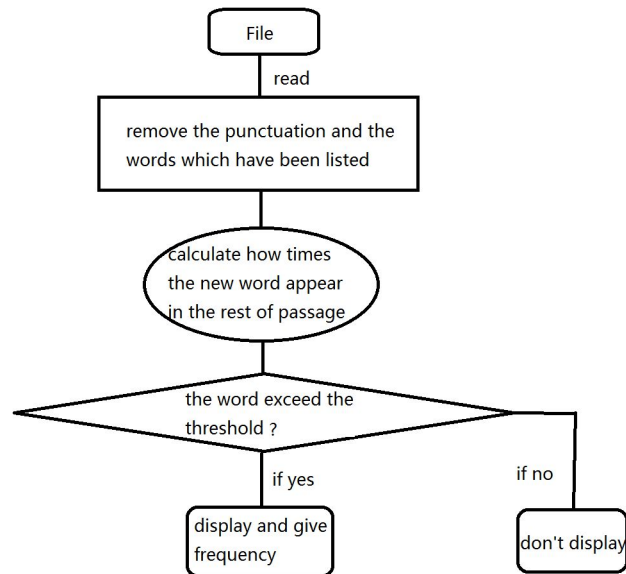 File
read
remove the punctuation and the
words which have been listed
calculate how times
the new word appear
in the rest of passage
the word exceed the
threshold ?
if yes
if no
display and give
frequency
don't display